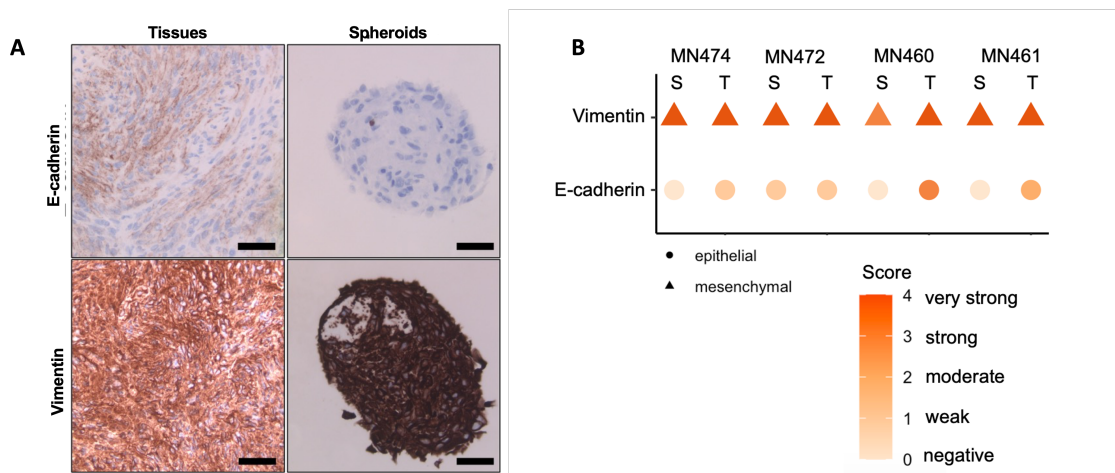 A
Tissues
Spheroids
E-cadherin
Vimentin
B
MN474 MN472 MN460 MN461
S T S T S T S T
Vimentin
E-cadherin
epithelial
mesenchymal
Score
4 very strong
3 strong
2 moderate
1 weak
0 negative